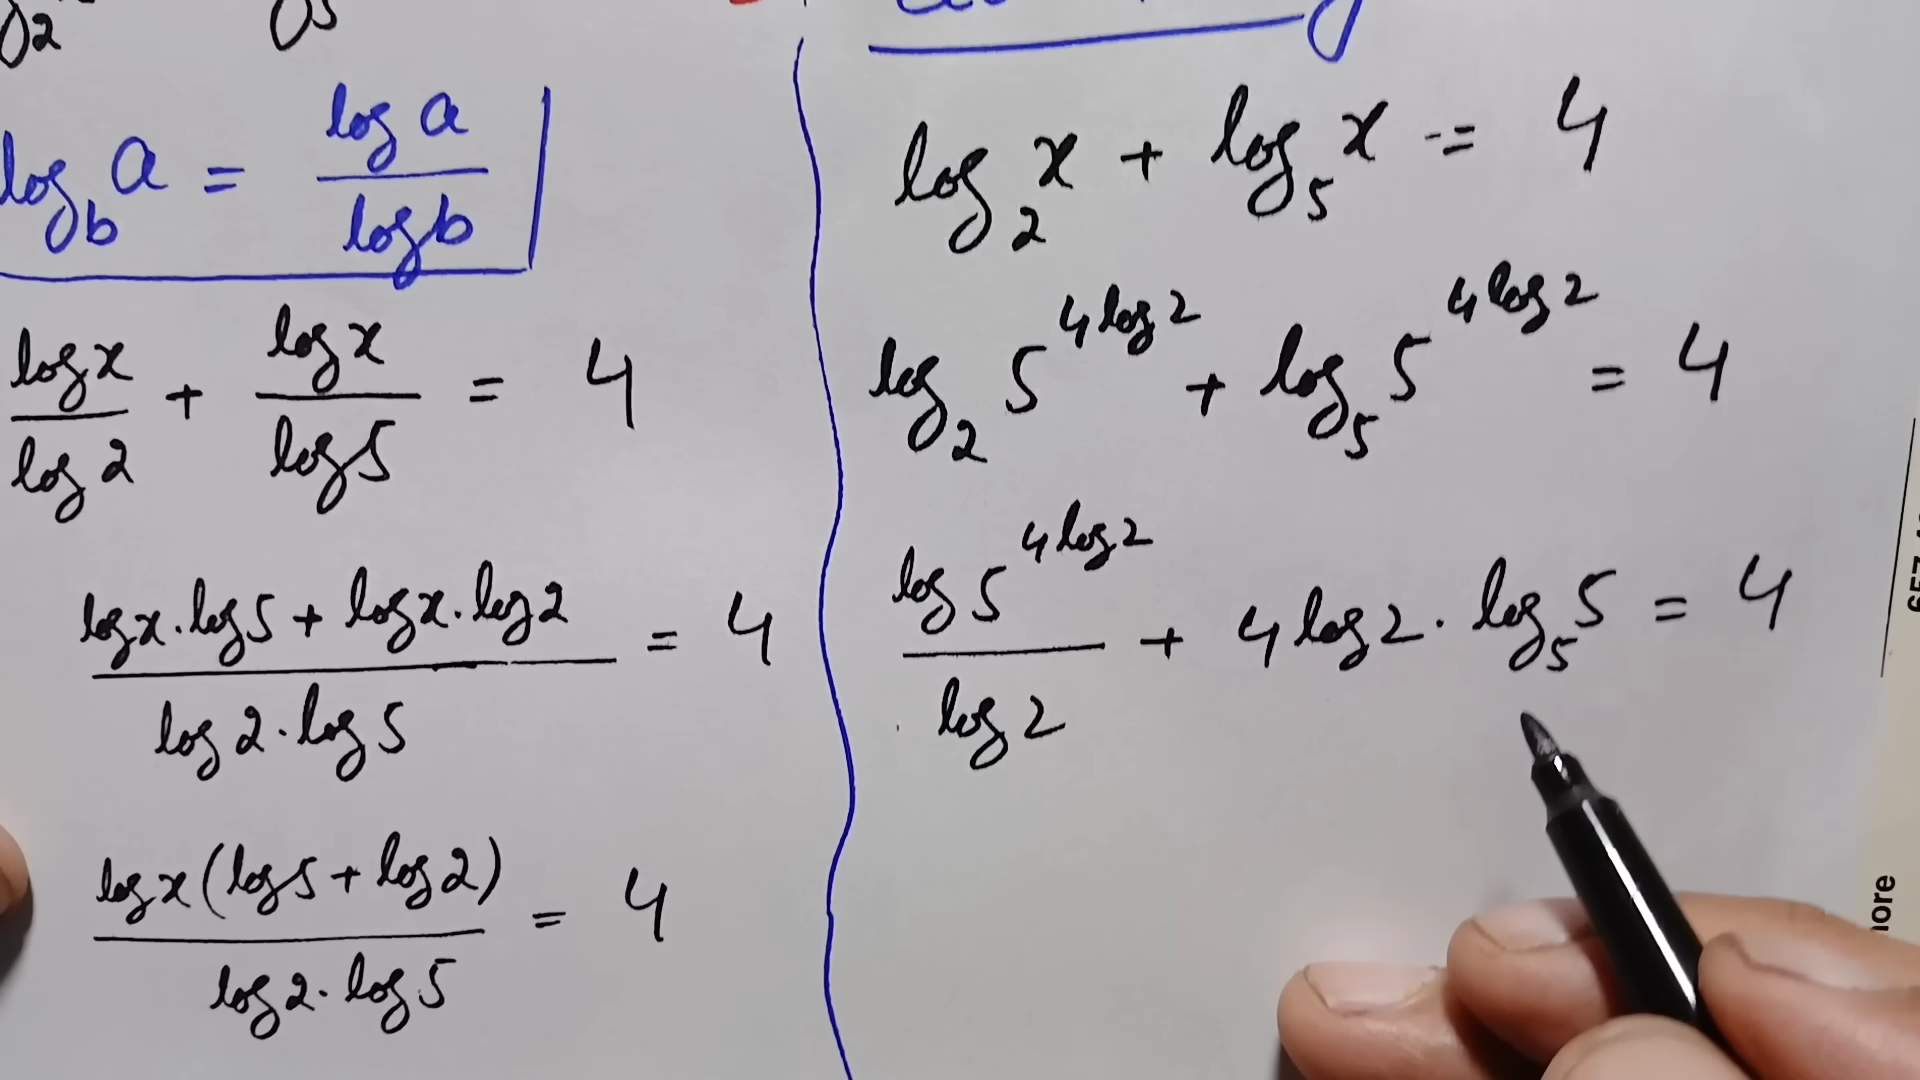 log_b a = log a / log b
log x / log 2 + log x / log 5 = 4
(log x · log 5 + log x · log 2) / (log 2 · log 5) = 4
log x (log 5 + log 2) / (log 2 · log 5) = 4
log_2 x + log_5 x = 4
log_2 5^(4 log 2) + log_5 5^(4 log 2) = 4
log 5^(4 log 2) / log 2 + 4 log 2 · log_5 5 = 4